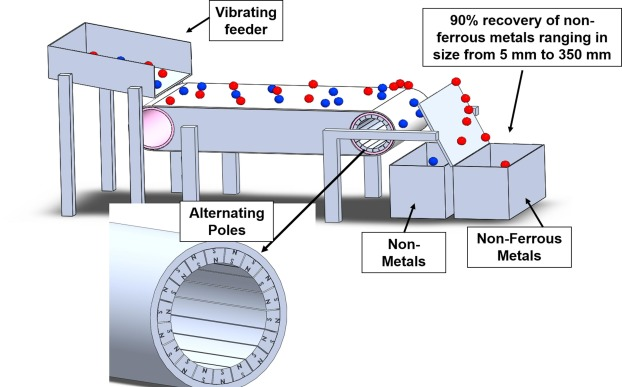 Vibrating
feeder
90% recovery of non-
ferrous metals ranging in
size from 5 mm to 350 mm
Alternating
Poles
Non-
Metals
Non-Ferrous
Metals